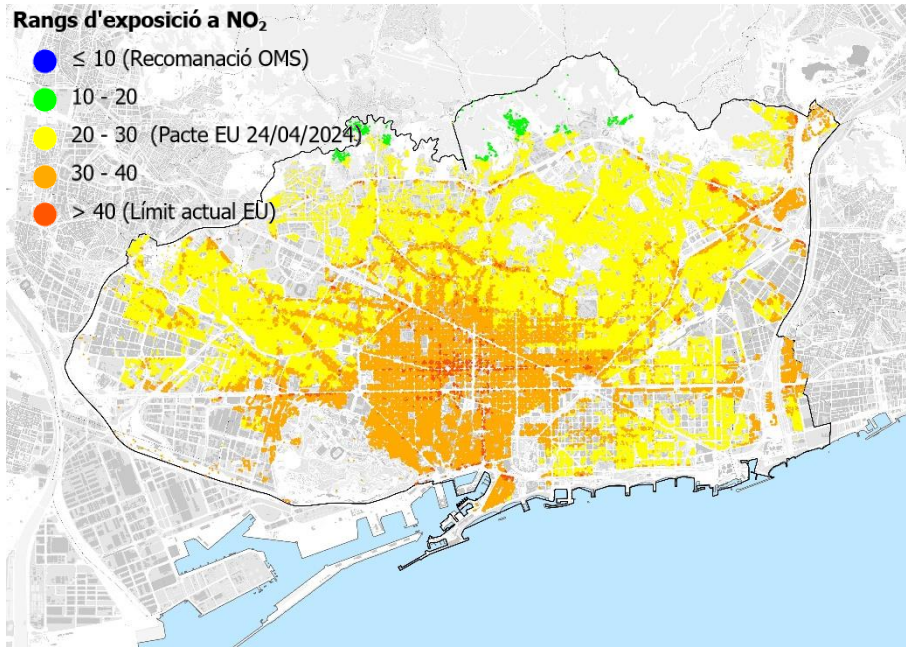 Rangs d'exposició a NO₂
≤ 10 (Recomanació OMS)
10 - 20
20 - 30 (Pacte EU 24/04/2024)
30 - 40
> 40 (Límit actual EU)